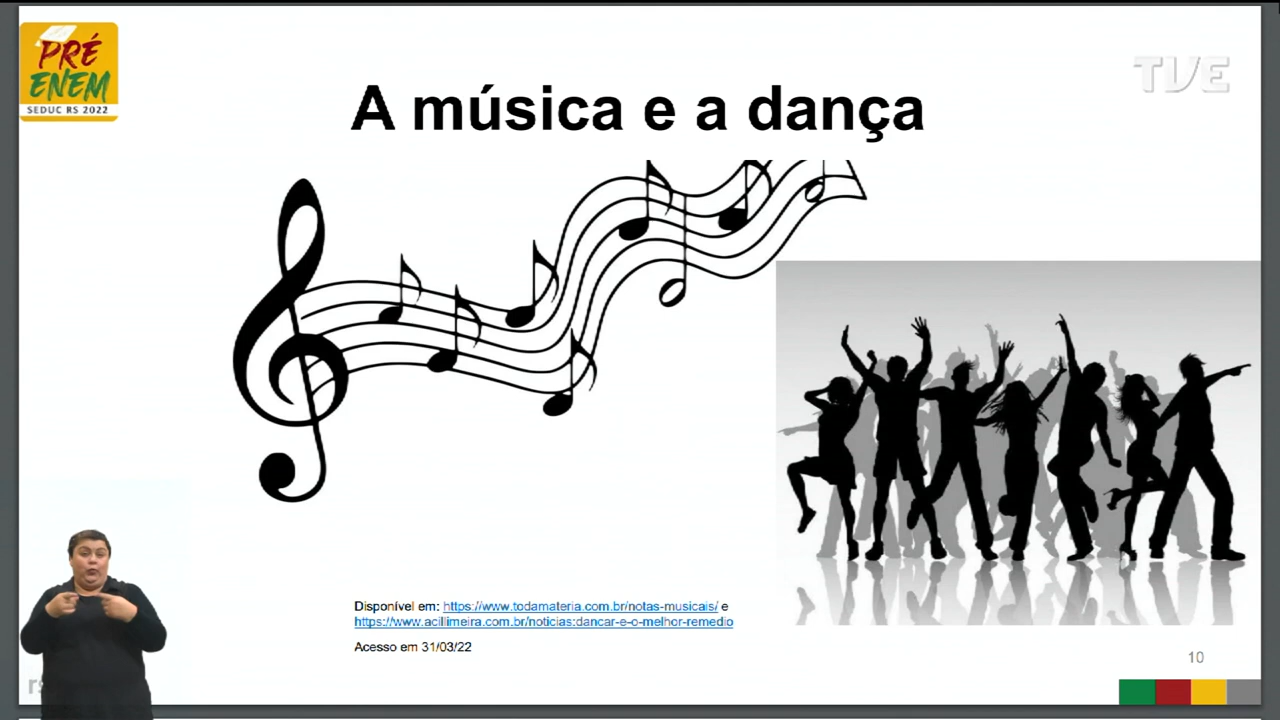 PRÉ
ENEM
SEDUC RS 2022
TVE
A música e a dança
Disponível em: https://www.todamateria.com.br/notas-musicais/ e
https://www.acillimeira.com.br/noticias:dancar-e-o-melhor-remedio
Acesso em 31/03/22
10